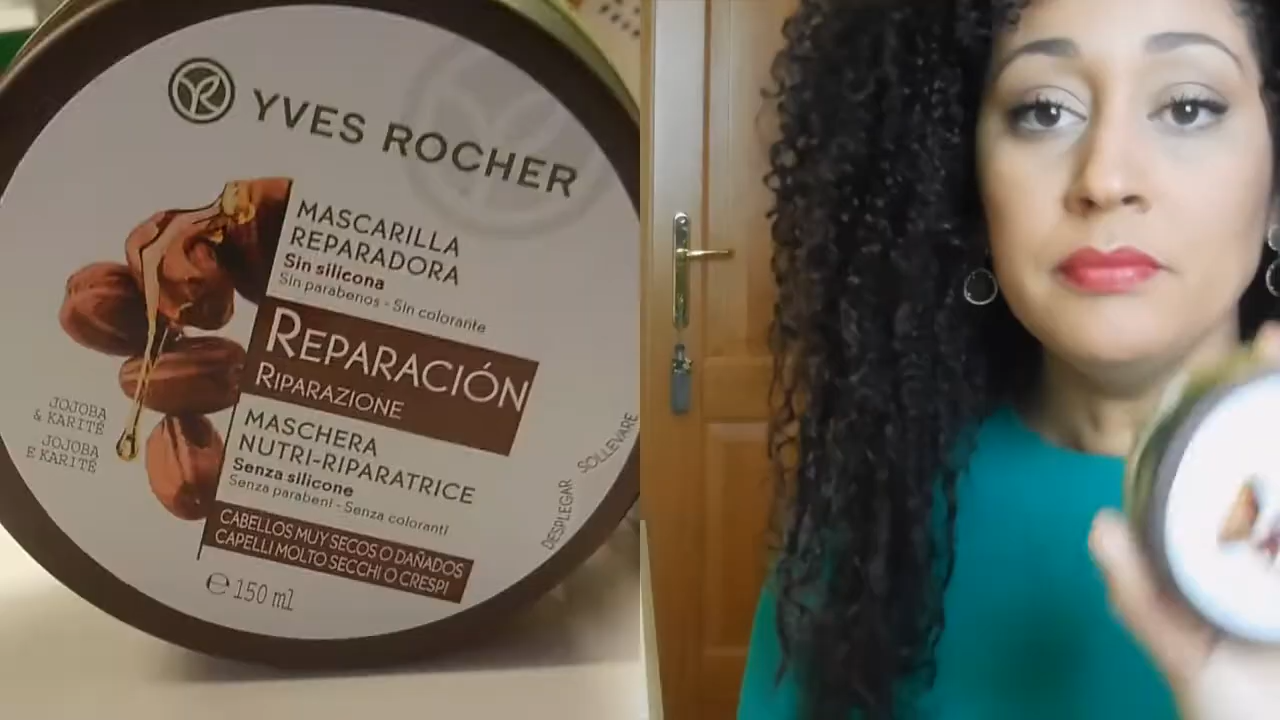 YVES ROCHER
MASCARILLA
REPARADORA
Sin silicona
Sin parabenos - Sin colorante
REPARACIÓN
RIPARAZIONE
MASCHERA
NUTRI-RIPARATRICE
Senza silicone
Senza parabeni - Senza coloranti
JOJOBA
& KARITÉ
JOJOBA
E KARITÉ
CABELLOS MUY SECOS O DAÑADOS
CAPELLI MOLTO SECCHI O CRESPI
℮ 150 ml
DESPLEGAR SOLLEVARE